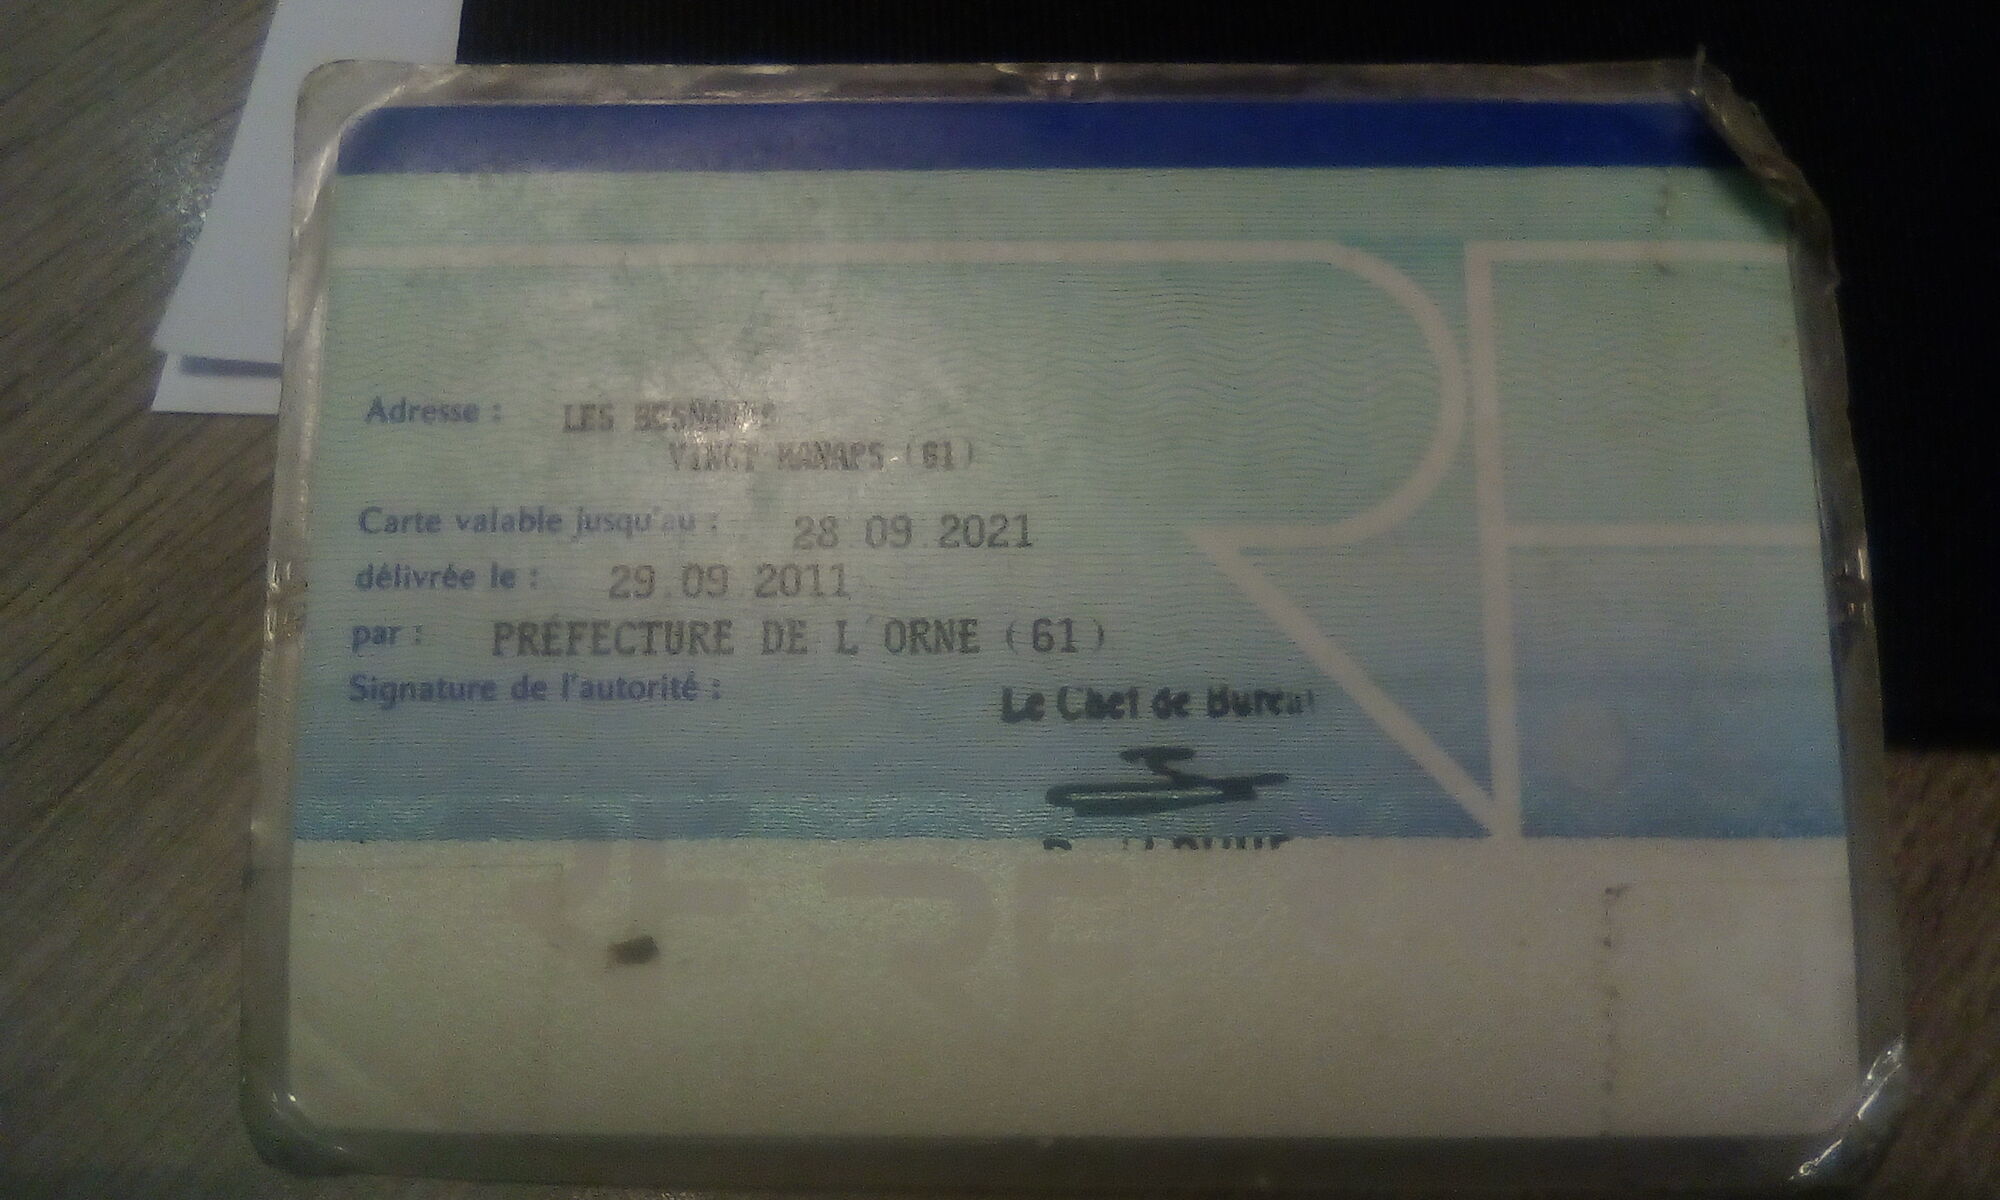 Adresse : LES
VINGT HANAPS (61)
Carte valable jusqu'au : 28.09.2021
délivrée le : 29.09.2011
par : PRÉFECTURE DE L'ORNE (61)
Signature de l'autorité :
Le Chef de Bureau